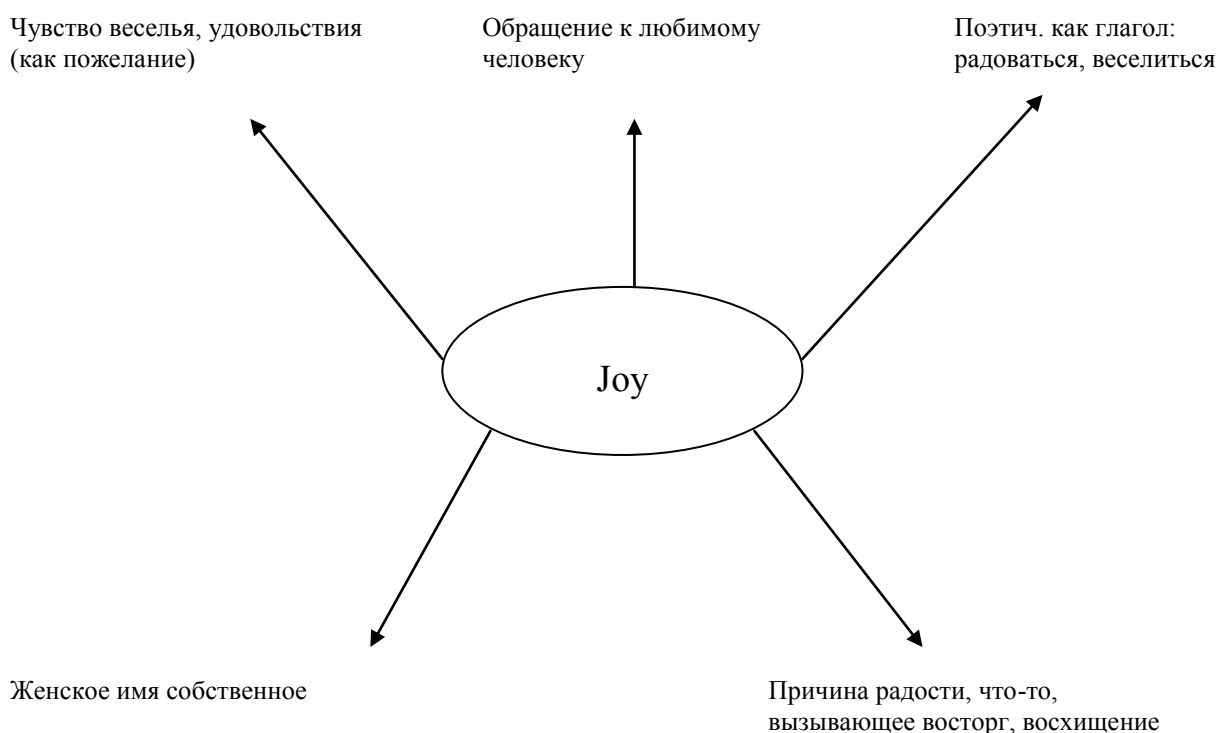 Чувство веселья, удовольствия
(как пожелание)
Обращение к любимому
человеку
Поэтич. как глагол:
радоваться, веселиться
Joy
Женское имя собственное
Причина радости, что-то,
вызывающее восторг, восхищение